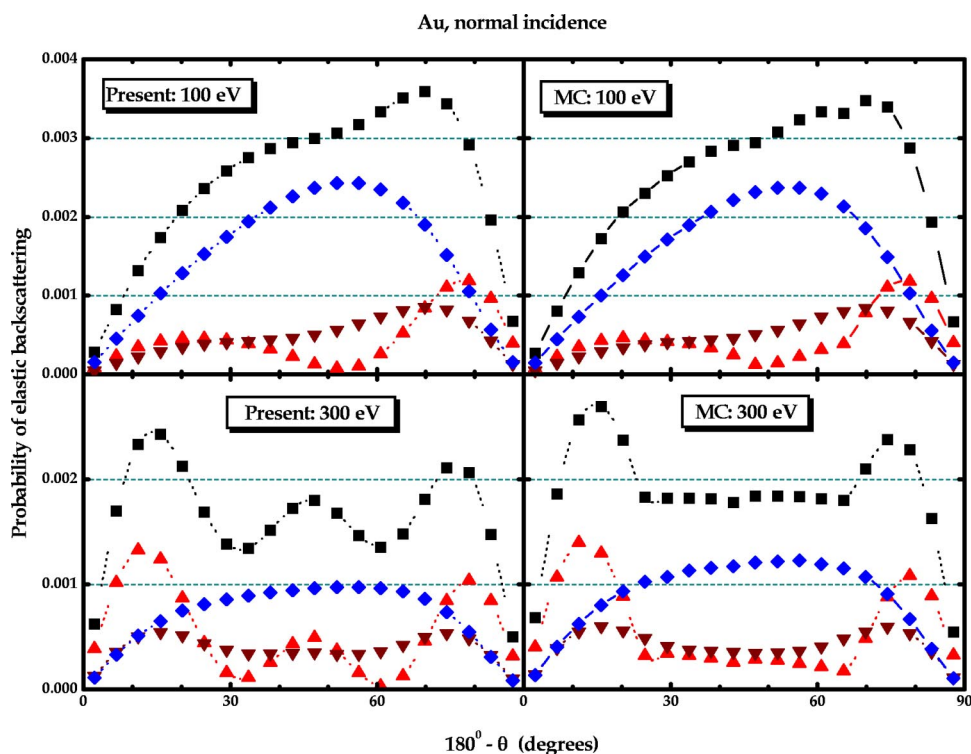 Au, normal incidence
Probability of elastic backscattering
0.004
0.003
0.002
0.001
0.000
Present: 100 eV
MC: 100 eV
0.002
0.001
0.000
Present: 300 eV
MC: 300 eV
0
30
60
0
30
60
90
180⁰ - θ (degrees)